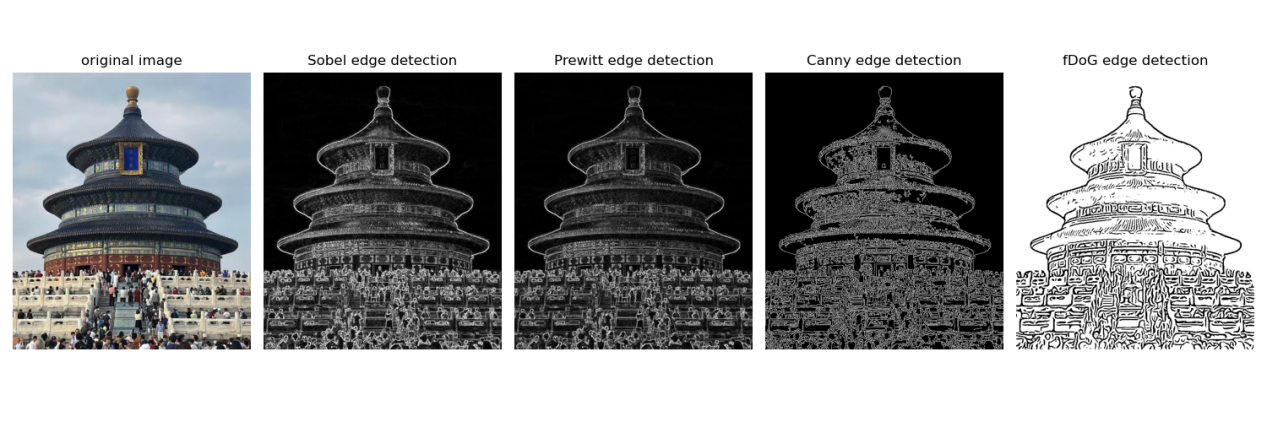 original image
Sobel edge detection
Prewitt edge detection
Canny edge detection
fDoG edge detection